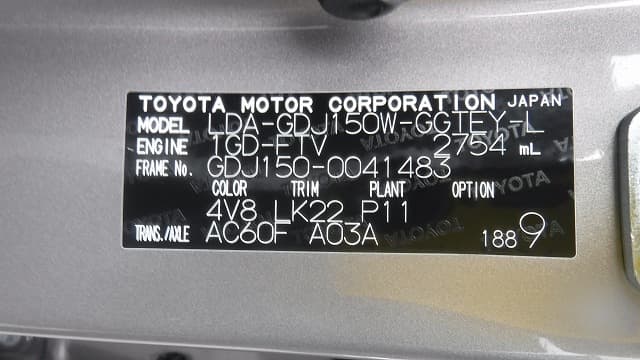 TOYOTA MOTOR CORPORATION JAPAN
MODEL LDA-GDJ150W-GGTEY-L
ENGINE 1GD-FTV 2754 mL
FRAME No. GDJ150-0041483
COLOR TRIM PLANT OPTION
4V8 LK22 P11
TRANS./AXLE AC60F A03A 1889